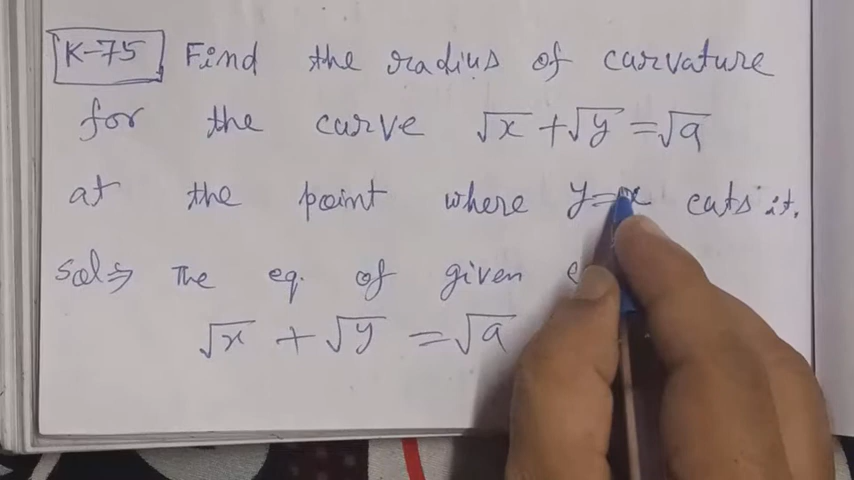 K-75 Find the radius of curvature
for the curve √x + √y = √a
at the point where y=x cuts it.
Sol⇒ The eq. of given
√x + √y = √a